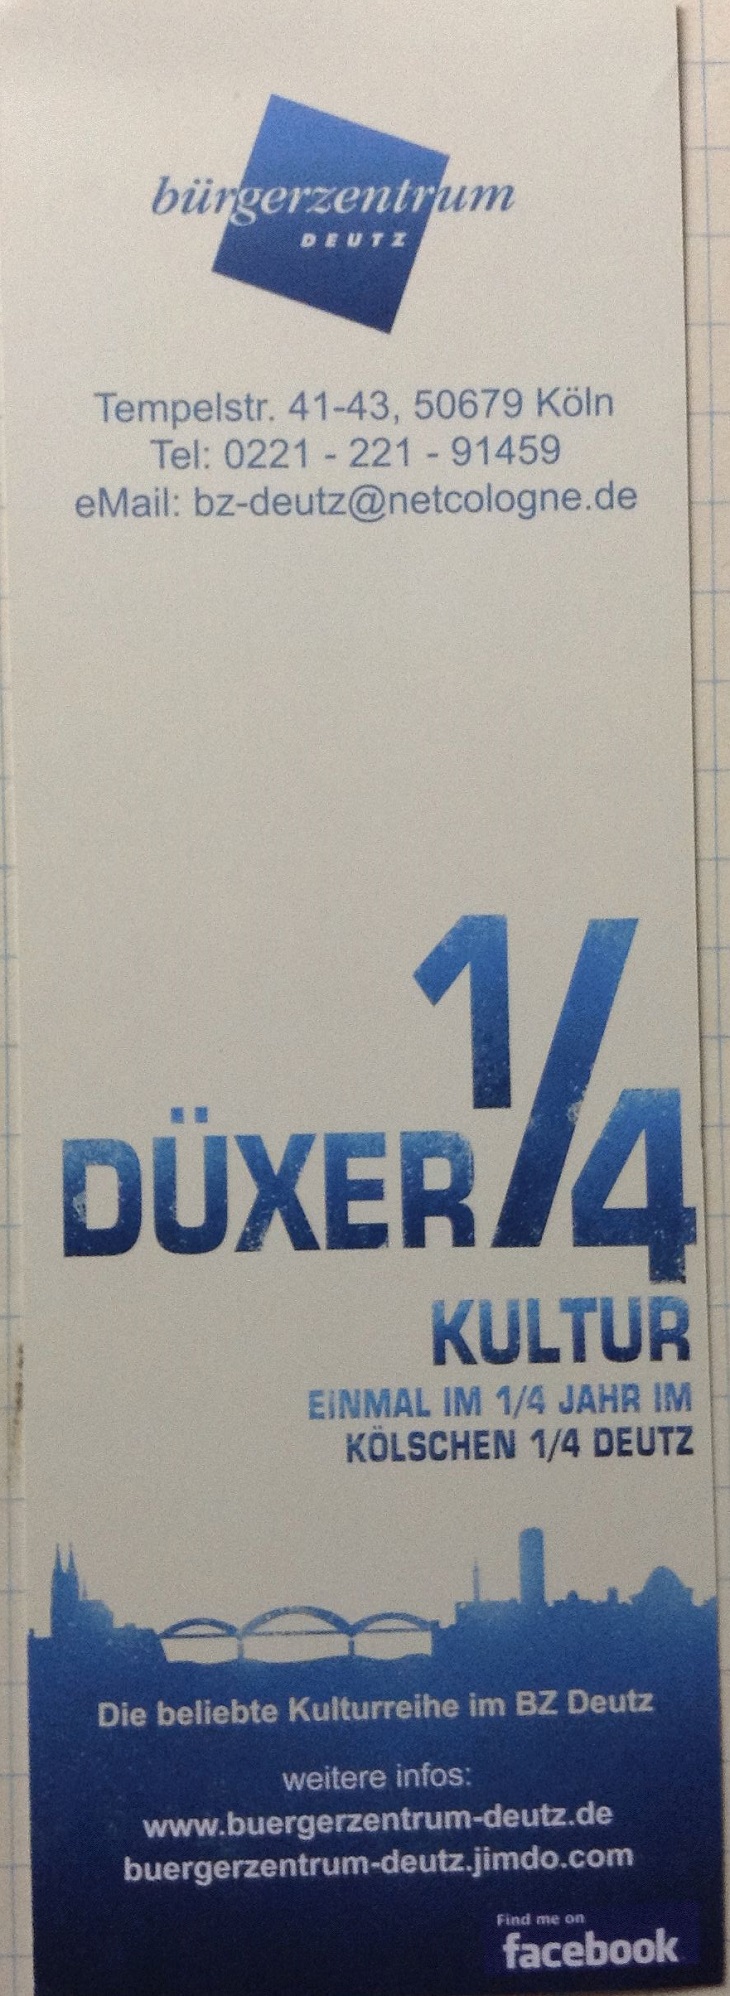 bürgerzentrum
DEUTZ
Tempelstr. 41-43, 50679 Köln
Tel: 0221 - 221 - 91459
eMail: bz-deutz@netcologne.de
DÜXER 1/4
KULTUR
EINMAL IM 1/4 JAHR IM
KÖLSCHEN 1/4 DEUTZ
Die beliebte Kulturreihe im BZ Deutz
weitere infos:
www.buergerzentrum-deutz.de
buergerzentrum-deutz.jimdo.com
Find me on
facebook